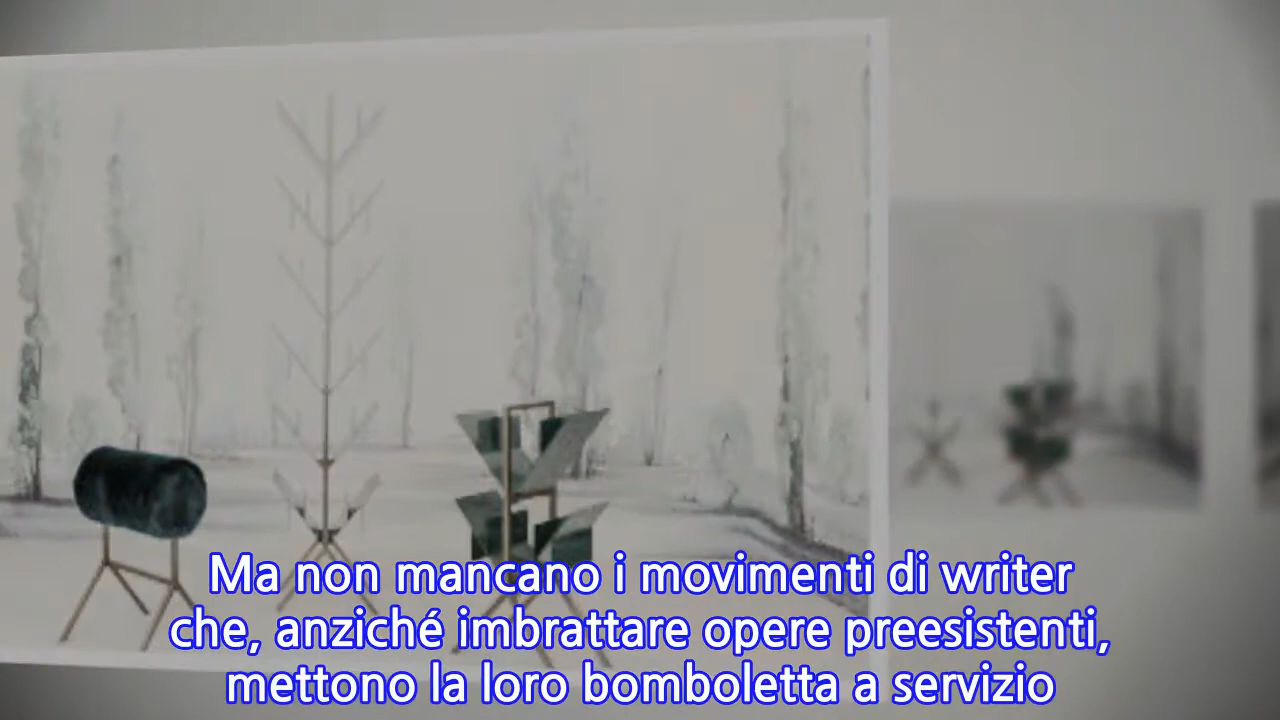 Ma non mancano i movimenti di writer
che, anziché imbrattare opere preesistenti,
mettono la loro bomboletta a servizio